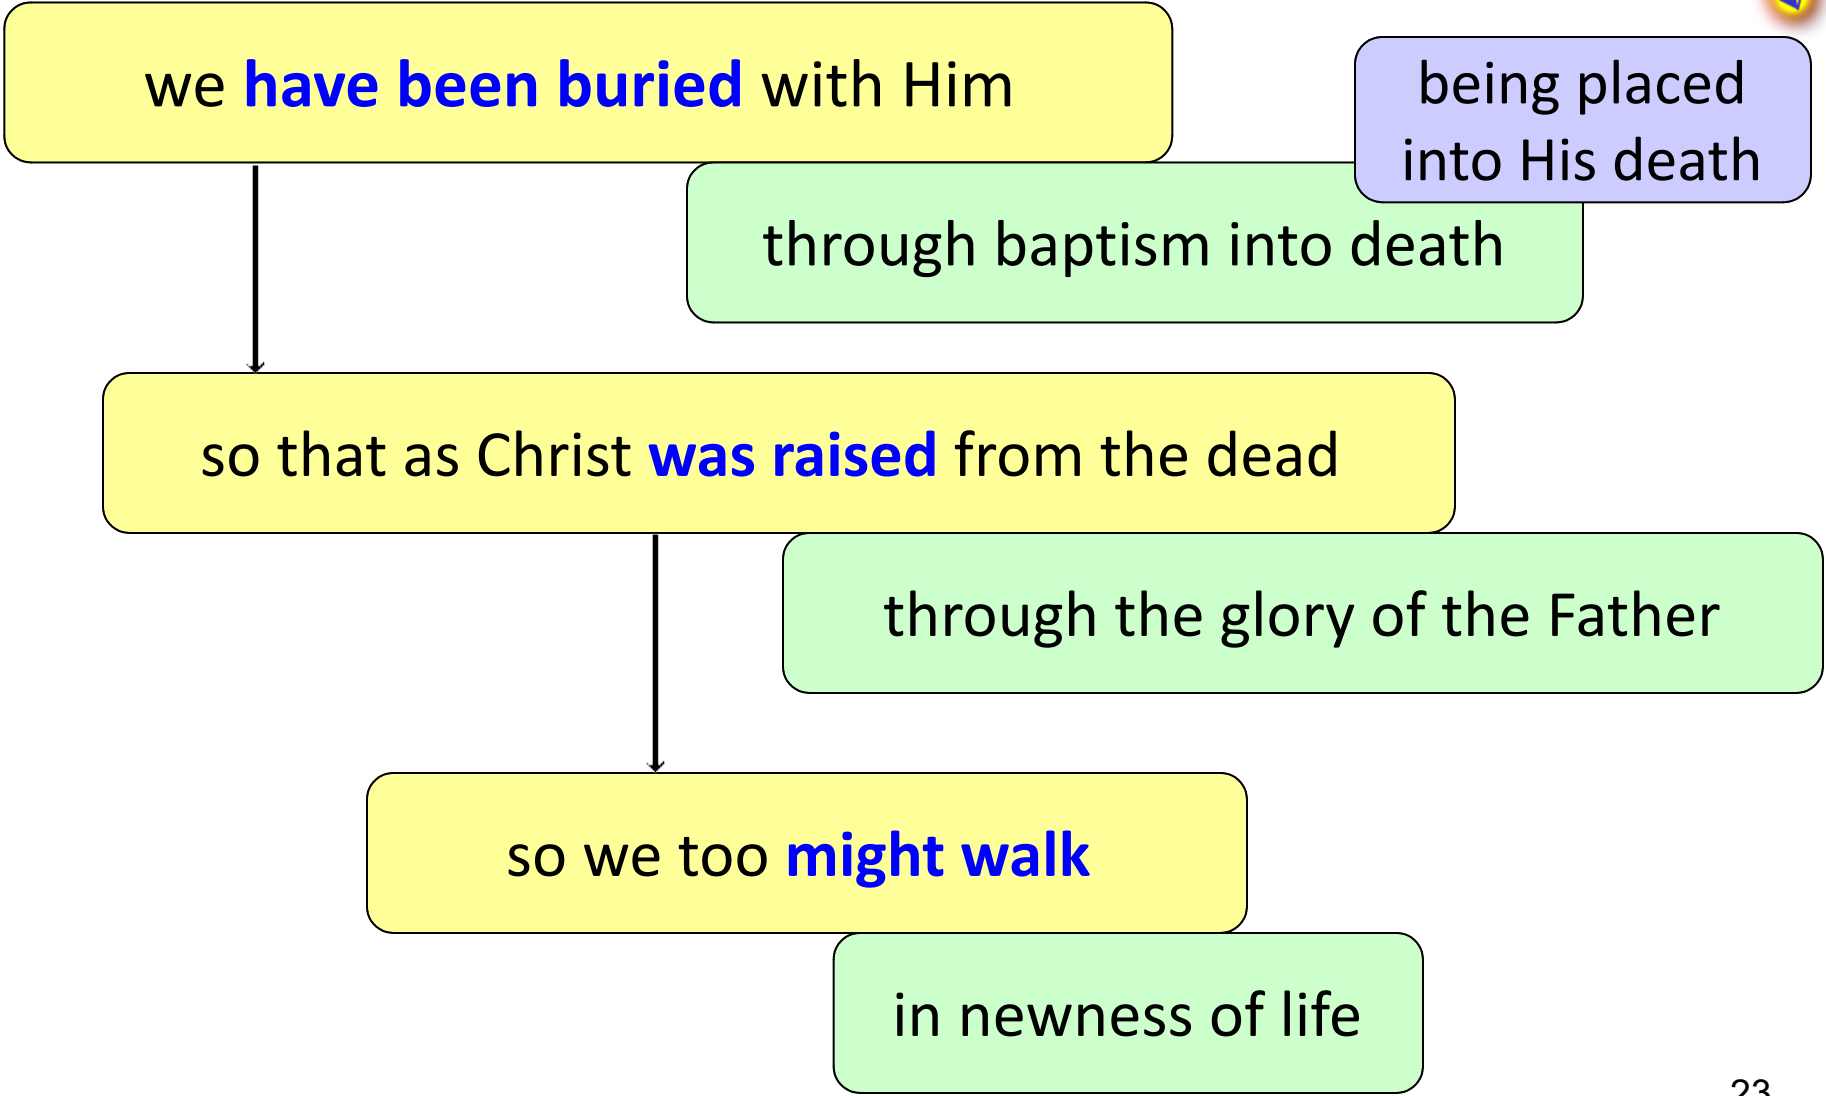 we have been buried with Him
being placed
into His death
through baptism into death
so that as Christ was raised from the dead
through the glory of the Father
so we too might walk
in newness of life
23